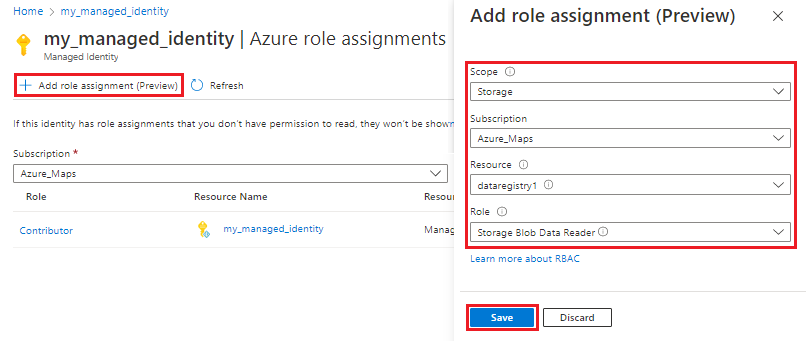 Home > my_managed_identity
my_managed_identity | Azure role assignments
Managed Identity
+ Add role assignment (Preview) Refresh
If this identity has role assignments that you don't have permission to read, they won't be shown
Subscription *
Azure_Maps
Role Resource Name Resour
Contributor my_managed_identity Manag
Add role assignment (Preview)
Scope
Storage
Subscription
Azure_Maps
Resource
dataregistry1
Role
Storage Blob Data Reader
Learn more about RBAC
Save Discard